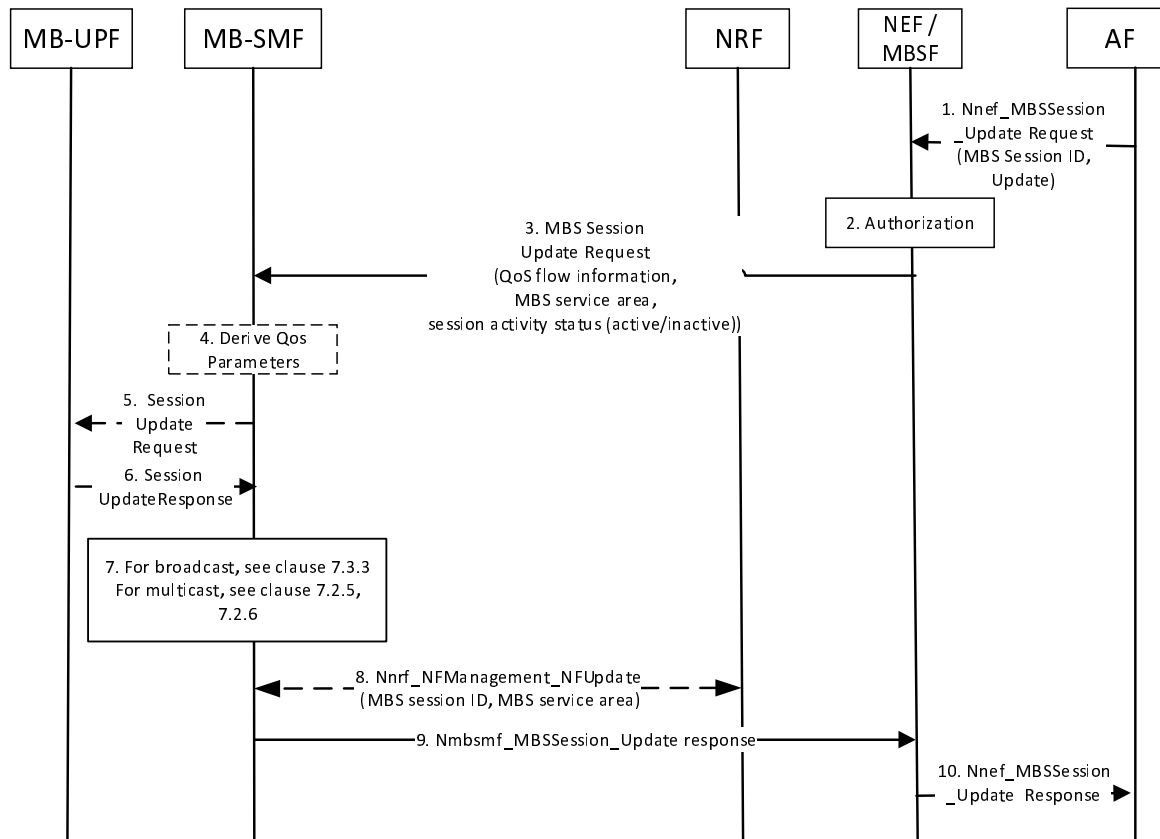 MB-UPF
MB-SMF
NRF
NEF /
MBSF
AF
1. Nnef_MBSSession
_Update Request
(MBS Session ID,
Update)
2. Authorization
3. MBS Session
Update Request
(QoS flow information,
MBS service area,
session activity status (active/inactive))
4. Derive Qos
Parameters
5. Session
Update
Request
6. Session
UpdateResponse
7. For broadcast, see clause 7.3.3
For multicast, see clause 7.2.5,
7.2.6
8. Nnrf_NFManagement_NFUpdate
(MBS session ID, MBS service area)
9. Nmbsmf_MBSSession_Update response
10. Nnef_MBSSession
_Update Response